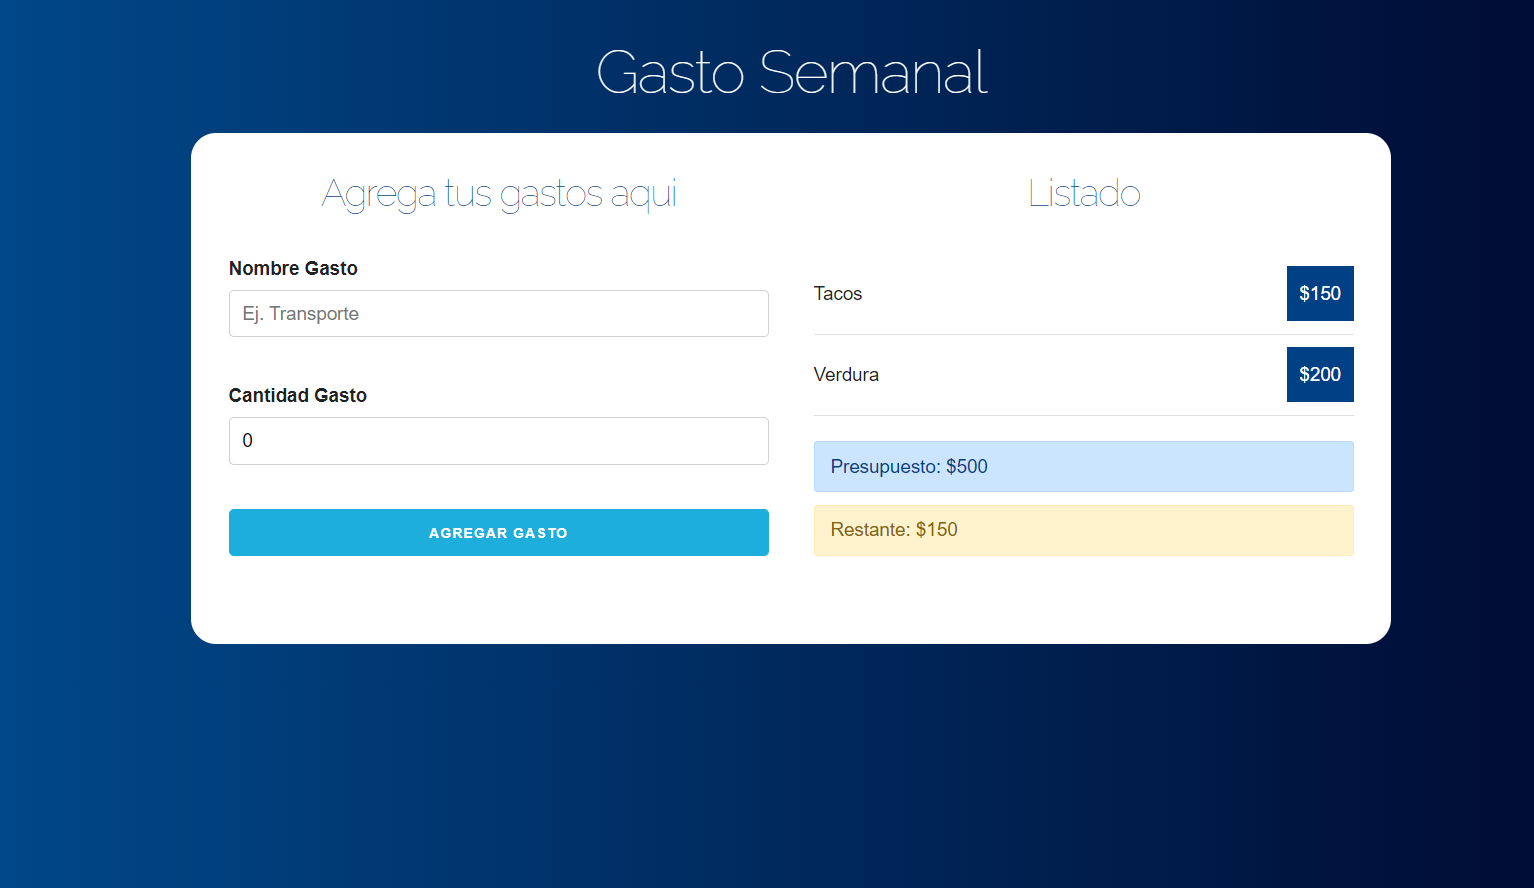 Gasto Semanal
Agrega tus gastos aqui
Nombre Gasto
Ej. Transporte
Cantidad Gasto
0
AGREGAR GASTO
Listado
Tacos $150
Verdura $200
Presupuesto: $500
Restante: $150